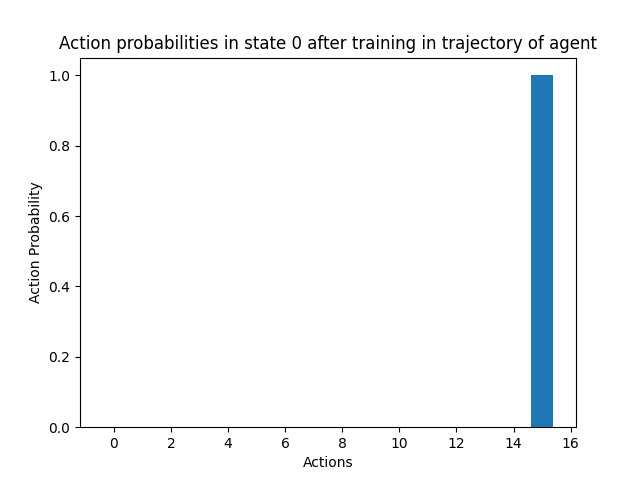 Action probabilities in state 0 after training in trajectory of agent
Action Probability
1.0
0.8
0.6
0.4
0.2
0.0
0 2 4 6 8 10 12 14 16
Actions